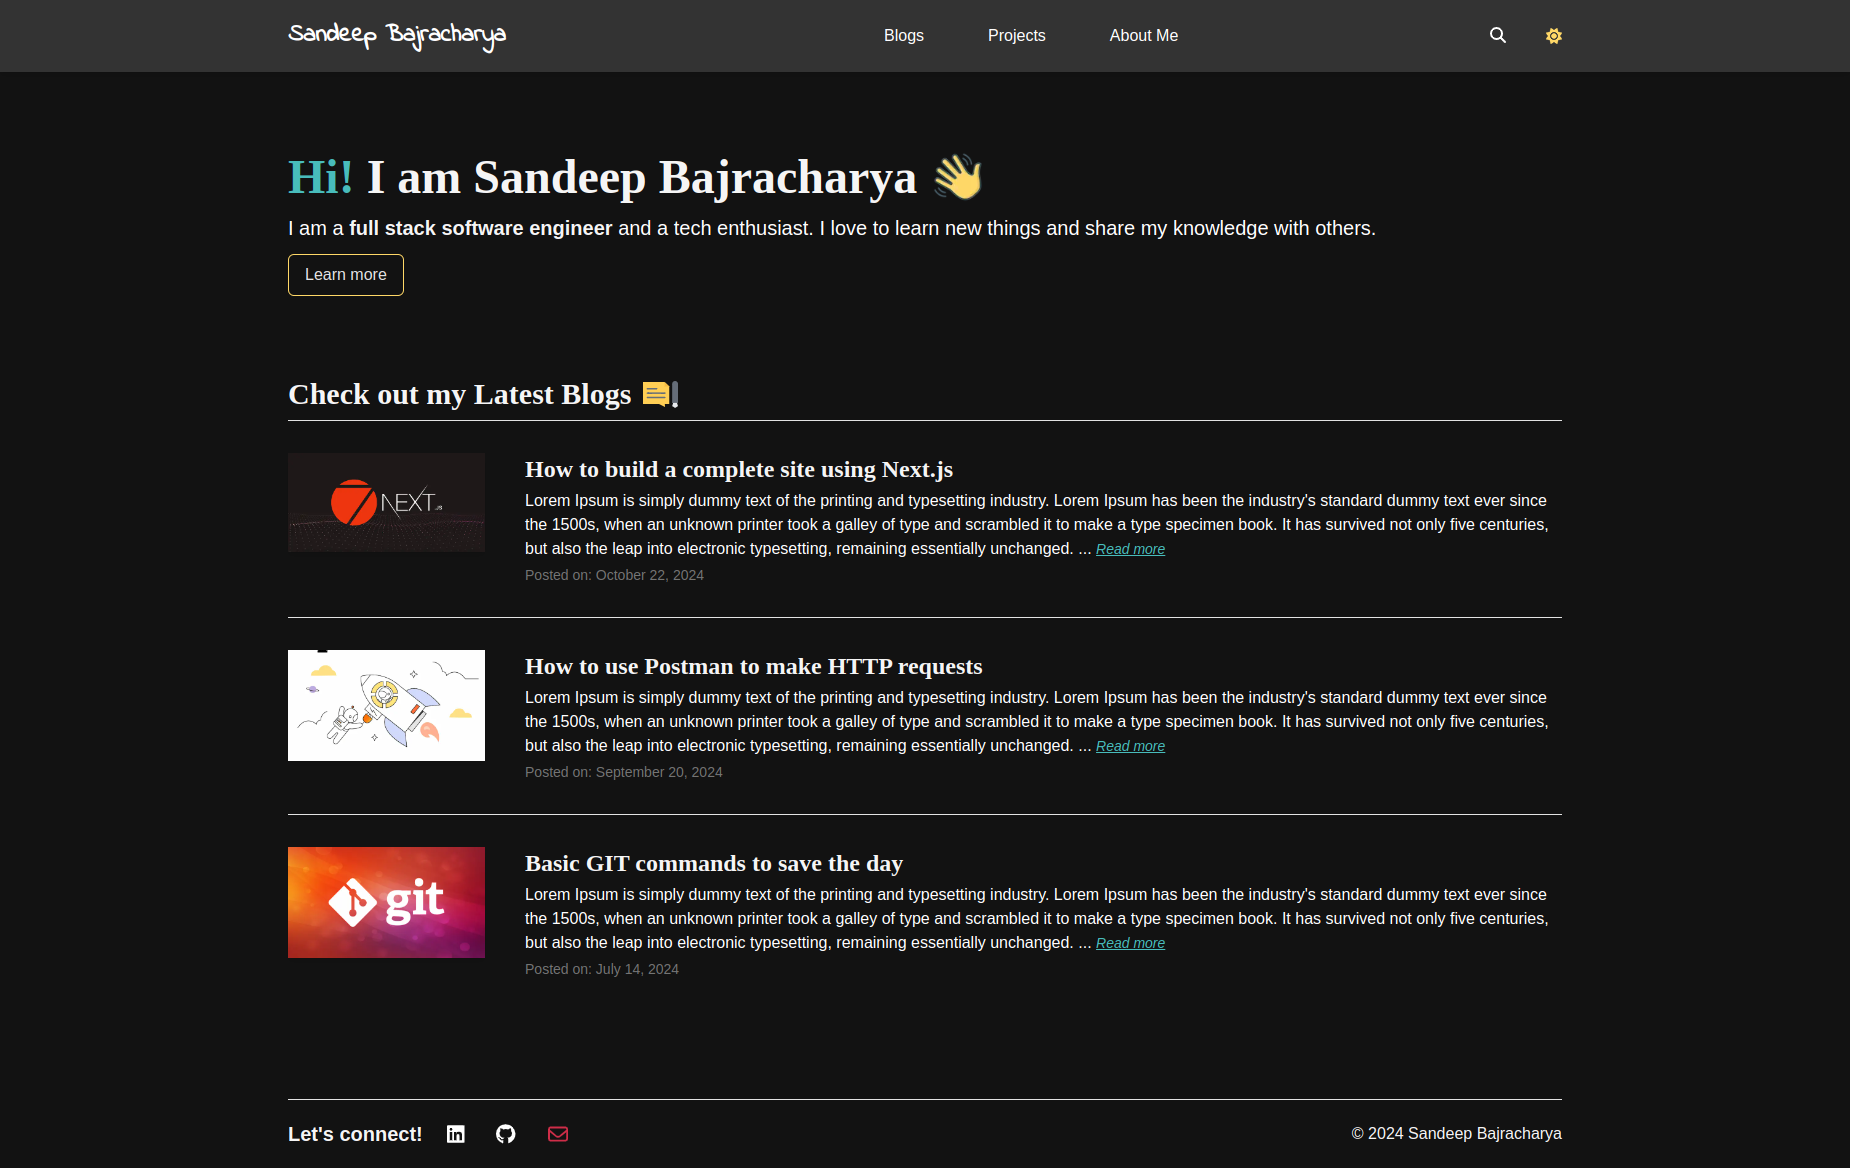 Sandeep Bajracharya
Blogs
Projects
About Me
Hi! I am Sandeep Bajracharya 👋
I am a full stack software engineer and a tech enthusiast. I love to learn new things and share my knowledge with others.
Learn more
Check out my Latest Blogs
NEXT.JS
How to build a complete site using Next.js
Lorem Ipsum is simply dummy text of the printing and typesetting industry. Lorem Ipsum has been the industry's standard dummy text ever since
the 1500s, when an unknown printer took a galley of type and scrambled it to make a type specimen book. It has survived not only five centuries,
but also the leap into electronic typesetting, remaining essentially unchanged. ... Read more
Posted on: October 22, 2024
How to use Postman to make HTTP requests
Lorem Ipsum is simply dummy text of the printing and typesetting industry. Lorem Ipsum has been the industry's standard dummy text ever since
the 1500s, when an unknown printer took a galley of type and scrambled it to make a type specimen book. It has survived not only five centuries,
but also the leap into electronic typesetting, remaining essentially unchanged. ... Read more
Posted on: September 20, 2024
git
Basic GIT commands to save the day
Lorem Ipsum is simply dummy text of the printing and typesetting industry. Lorem Ipsum has been the industry's standard dummy text ever since
the 1500s, when an unknown printer took a galley of type and scrambled it to make a type specimen book. It has survived not only five centuries,
but also the leap into electronic typesetting, remaining essentially unchanged. ... Read more
Posted on: July 14, 2024
Let's connect!
© 2024 Sandeep Bajracharya